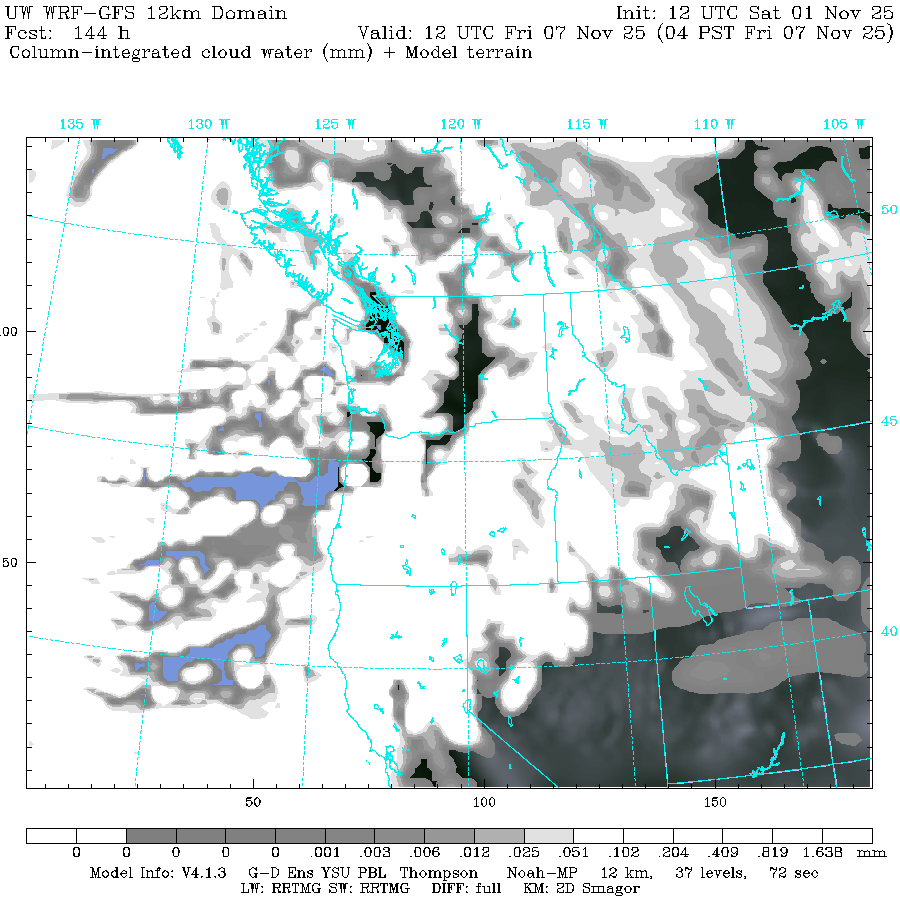 UW WRF-GFS 12km Domain Init: 12 UTC Sat 01 Nov 25
Fcst: 144 h Valid: 12 UTC Fri 07 Nov 25 (04 PST Fri 07 Nov 25)
Column-integrated cloud water (mm) + Model terrain
135 W 130 W 125 W 120 W 115 W 110 W 105 W
50
00
45
50
40
50 100 150
0 0 0 0 .001 .003 .006 .012 .025 .051 .102 .204 .409 .819 1.638 mm
Model Info: V4.1.3 G-D Ens YSU PBL Thompson Noah-MP 12 km, 37 levels, 72 sec
LW: RRTMG SW: RRTMG DIFF: full KM: 2D Smagor